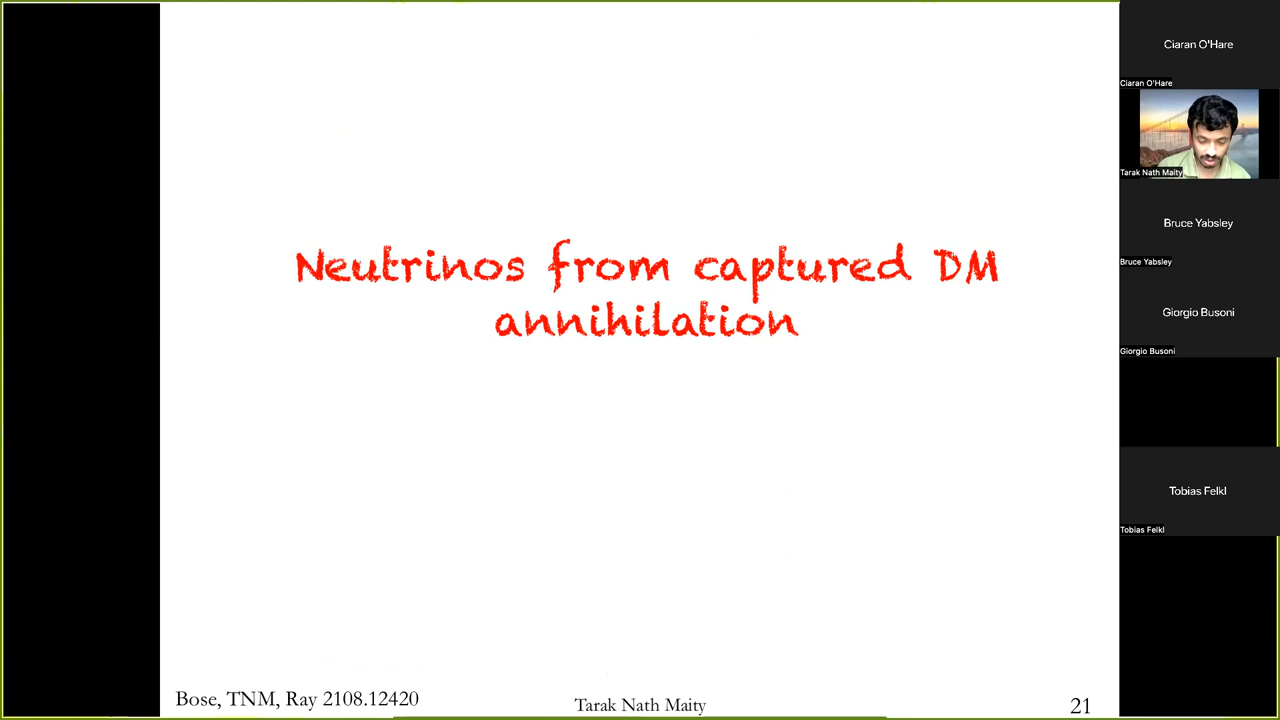 Neutrinos from captured DM
annihilation
Bose, TNM, Ray 2108.12420
Tarak Nath Maity
21
Ciaran O'Hare
Ciaran O'Hare
Tarak Nath Maity
Bruce Yabsley
Bruce Yabsley
Giorgio Busoni
Giorgio Busoni
Tobias Felkl
Tobias Felkl